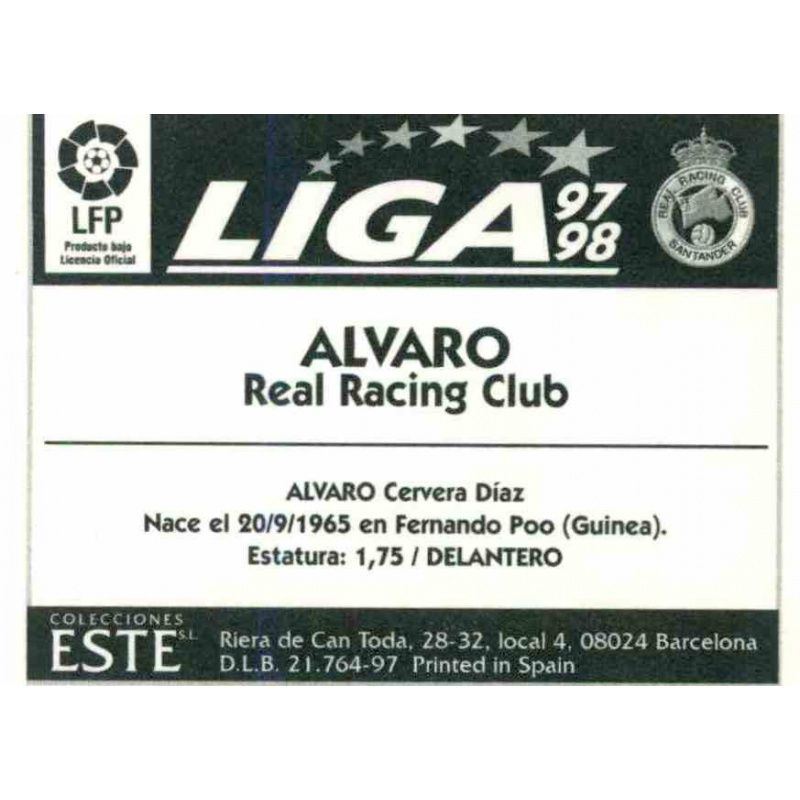 LFP
Producto bajo
Licencia Oficial
LIGA 97
98
REAL RACING CLUB
SANTANDER
ALVARO
Real Racing Club
ALVARO Cervera Díaz
Nace el 20/9/1965 en Fernando Poo (Guinea).
Estatura: 1,75 / DELANTERO
COLECCIONES
ESTE S.L.
Riera de Can Toda, 28-32, local 4, 08024 Barcelona
D.L.B. 21.764-97 Printed in Spain